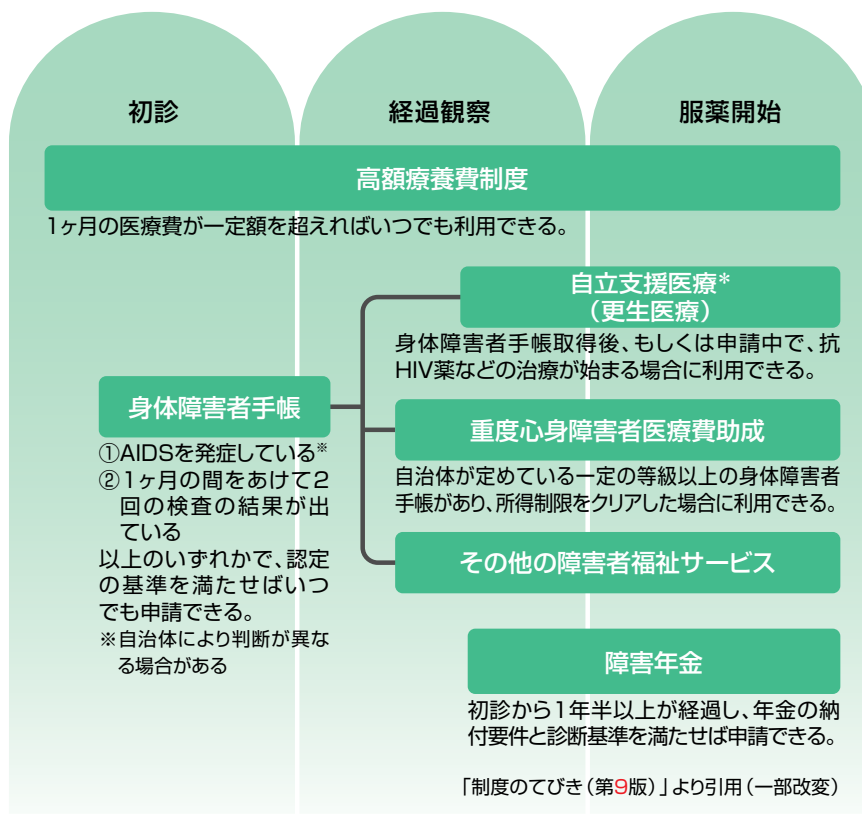 初診
経過観察
服薬開始
高額療養費制度
1ヶ月の医療費が一定額を超えればいつでも利用できる。
自立支援医療*
（更生医療）
身体障害者手帳取得後、もしくは申請中で、抗
HIV薬などの治療が始まる場合に利用できる。
身体障害者手帳
①AIDSを発症している※
②1ヶ月の間をあけて2
回の検査の結果が出
ている
以上のいずれかで、認定
の基準を満たせばいつ
でも申請できる。
※自治体により判断が異な
る場合がある
重度心身障害者医療費助成
自治体が定めている一定の等級以上の身体障害者
手帳があり、所得制限をクリアした場合に利用できる。
その他の障害者福祉サービス
障害年金
初診から1年半以上が経過し、年金の納
付要件と診断基準を満たせば申請できる。
「制度のてびき（第9版）」より引用（一部改変）